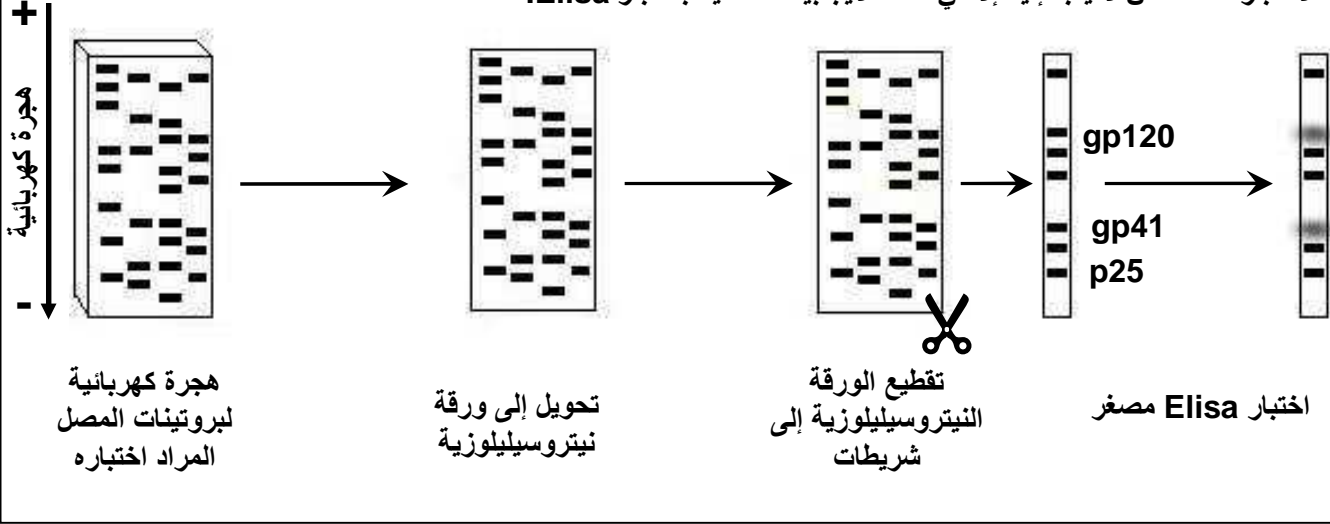 Elisa.
+
هجرة كهربائية
-
gp120
gp41
p25
هجرة كهربائية
لبروتينات المصل
المراد اختباره
تحويل إلى ورقة
نيتروسيليلوزية
تقطيع الورقة
النيتروسيليلوزية إلى
شريطات
اختبار Elisa مصغر